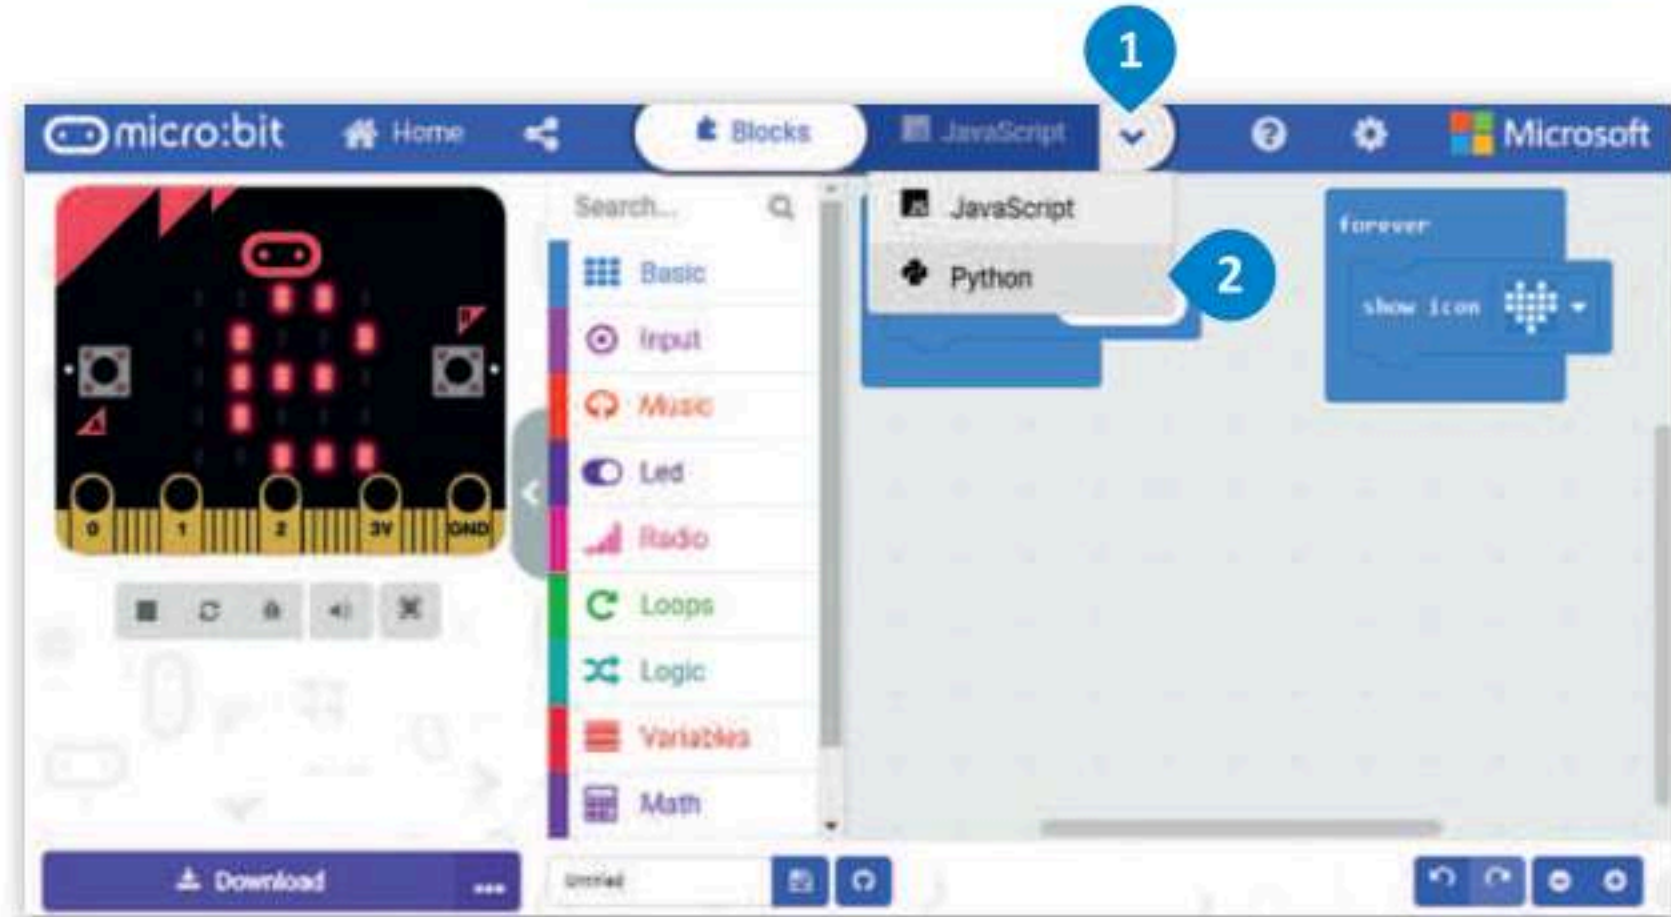 1
micro:bit
Home
Blocks
JavaScript
Microsoft
Search...
JavaScript
Python
2
forever
show icon
Basic
Input
Music
Led
Radio
Loops
Logic
Variables
Math
B
A
0 1 2 3V GND
Download
...
Untitled